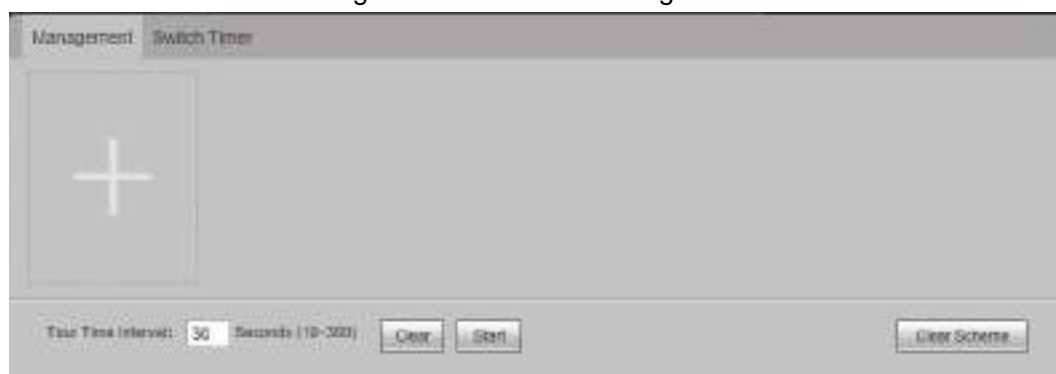 Management Switch Timer
Tour Time Interval: 30 Seconds (10~300) Clear Start Clear Scheme